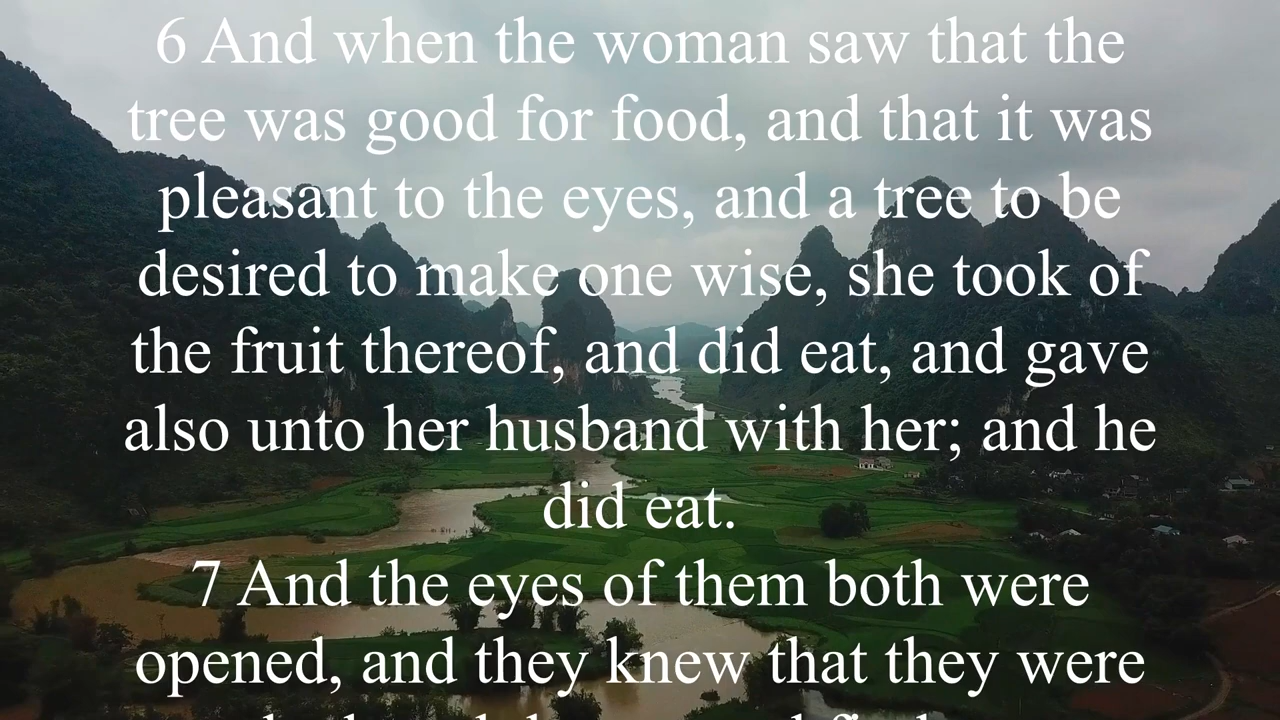 6 And when the woman saw that the
tree was good for food, and that it was
pleasant to the eyes, and a tree to be
desired to make one wise, she took of
the fruit thereof, and did eat, and gave
also unto her husband with her; and he
did eat.
7 And the eyes of them both were
opened, and they knew that they were